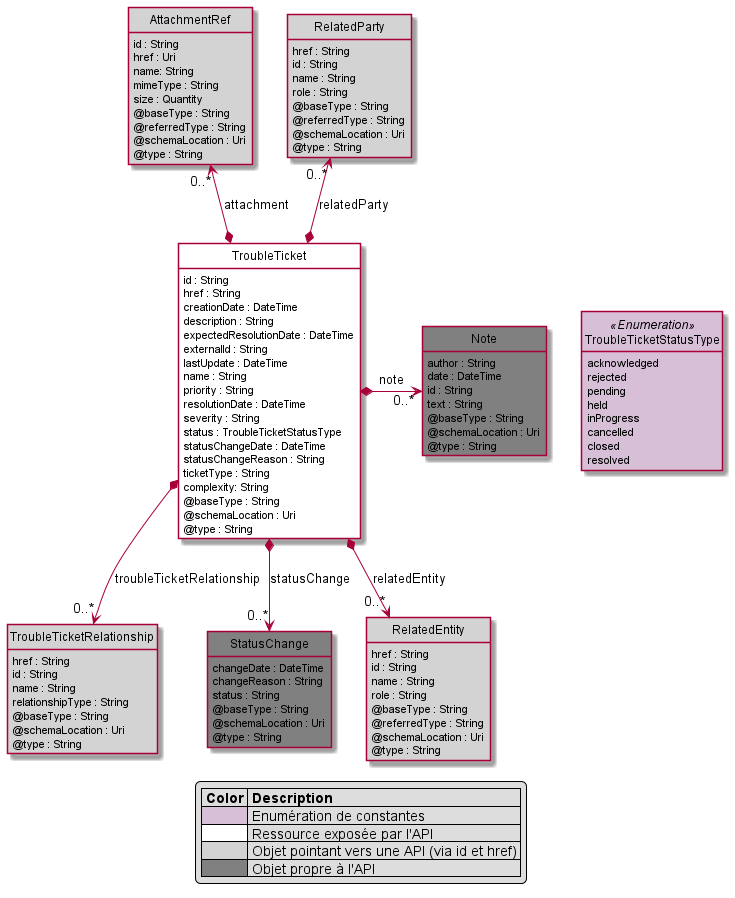 AttachmentRef
id : String
href : Uri
name: String
mimeType : String
size : Quantity
@baseType : String
@referredType : String
@schemaLocation : Uri
@type : String
RelatedParty
href : String
id : String
name : String
role : String
@baseType : String
@referredType : String
@schemaLocation : Uri
@type : String
0..*
attachment
0..*
relatedParty
TroubleTicket
id : String
href : String
creationDate : DateTime
description : String
expectedResolutionDate : DateTime
externalId : String
lastUpdate : DateTime
name : String
priority : String
resolutionDate : DateTime
severity : String
status : TroubleTicketStatusType
statusChangeDate : DateTime
statusChangeReason : String
ticketType : String
complexity: String
@baseType : String
@schemaLocation : Uri
@type : String
note
0..*
Note
author : String
date : DateTime
id : String
text : String
@baseType : String
@schemaLocation : Uri
@type : String
«Enumeration»
TroubleTicketStatusType
acknowledged
rejected
pending
held
inProgress
cancelled
closed
resolved
troubleTicketRelationship
0..*
statusChange
0..*
relatedEntity
0..*
TroubleTicketRelationship
href : String
id : String
name : String
relationshipType : String
@baseType : String
@schemaLocation : Uri
@type : String
StatusChange
changeDate : DateTime
changeReason : String
status : String
@baseType : String
@schemaLocation : Uri
@type : String
RelatedEntity
href : String
id : String
name : String
role : String
@baseType : String
@referredType : String
@schemaLocation : Uri
@type : String
Color Description
Enumération de constantes
Ressource exposée par l'API
Objet pointant vers une API (via id et href)
Objet propre à l'API